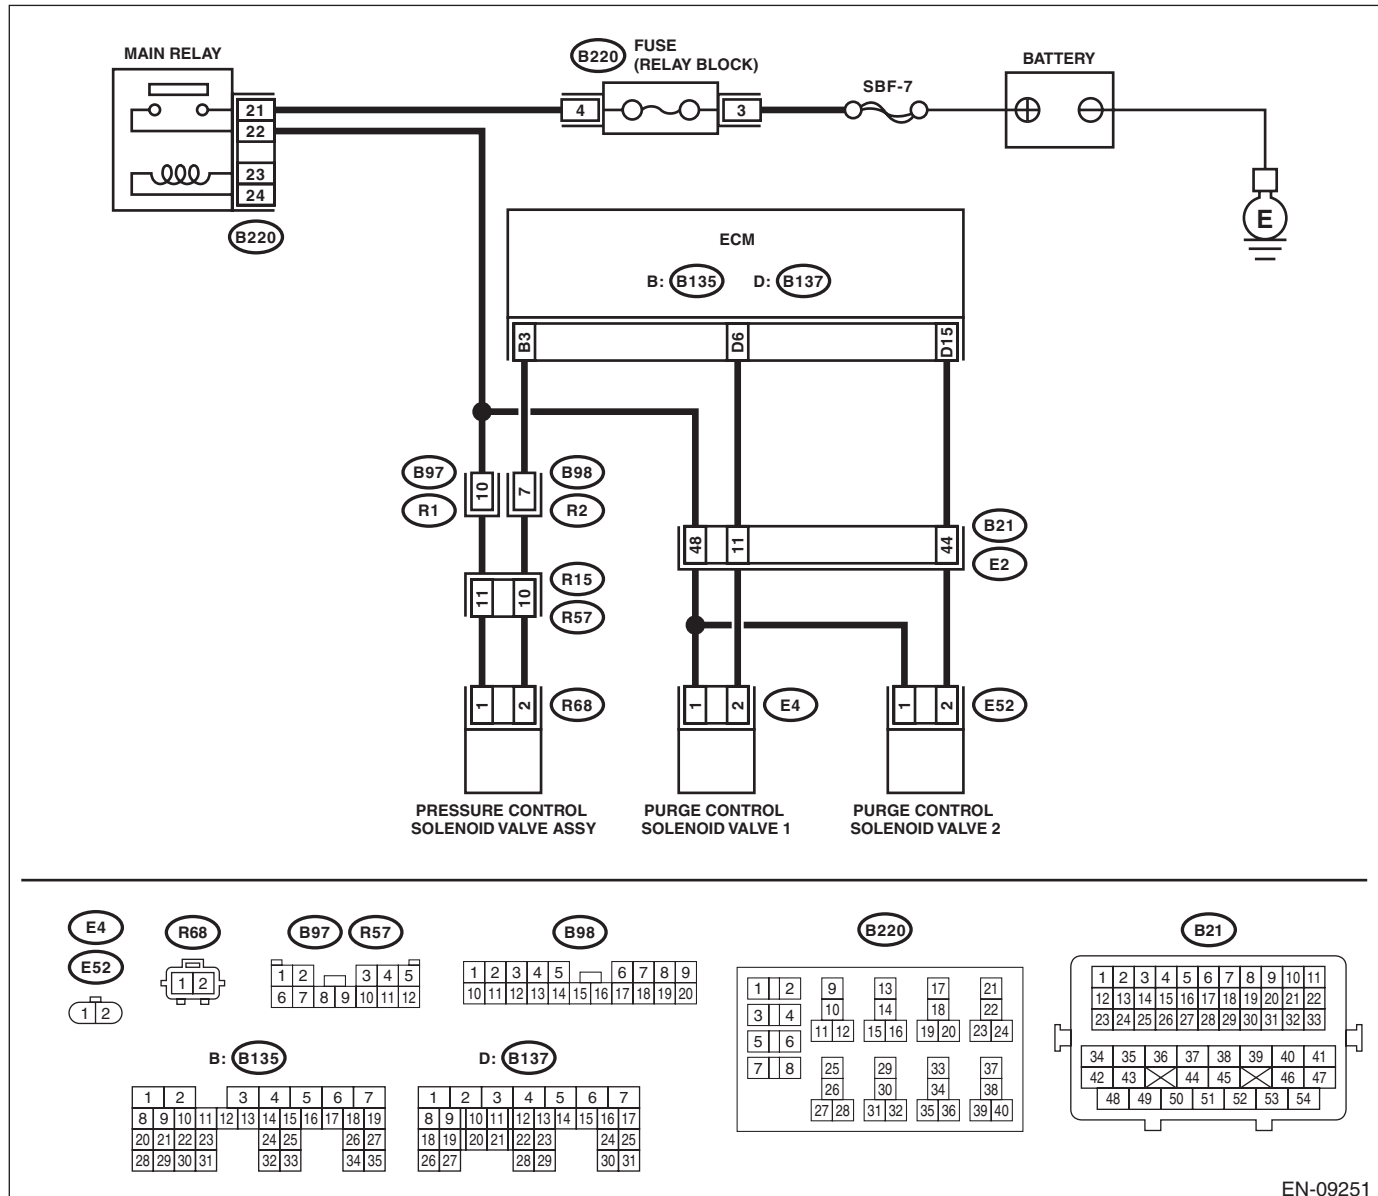 MAIN RELAY
B220
FUSE
(RELAY BLOCK)
SBF-7
BATTERY
21
22
23
24
B220
4
3
E
ECM
B: B135 D: B137
B3
D6
D15
B97
R1
10
7
B98
R2
48
11
44
B21
E2
11
10
R15
R57
1
2
R68
1
2
E4
1
2
E52
PRESSURE CONTROL
SOLENOID VALVE ASSY
PURGE CONTROL
SOLENOID VALVE 1
PURGE CONTROL
SOLENOID VALVE 2
E4
E52
1 2
R68
1 2
B97 R57
1 2 3 4 5
6 7 8 9 10 11 12
B98
1 2 3 4 5 6 7 8 9
10 11 12 13 14 15 16 17 18 19 20
B220
1 2 9 13 17 21
10 14 18 22
3 4
11 12 15 16 19 20 23 24
5 6
7 8 25 29 33 37
26 30 34 38
27 28 31 32 35 36 39 40
B21
1 2 3 4 5 6 7 8 9 10 11
12 13 14 15 16 17 18 19 20 21 22
23 24 25 26 27 28 29 30 31 32 33
34 35 36 37 38 39 40 41
42 43 44 45 46 47
48 49 50 51 52 53 54
B: B135
1 2 3 4 5 6 7
8 9 10 11 12 13 14 15 16 17 18 19
20 21 22 23 24 25 26 27
28 29 30 31 32 33 34 35
D: B137
1 2 3 4 5 6 7
8 9 10 11 12 13 14 15 16 17
18 19 20 21 22 23 24 25
26 27 28 29 30 31
EN-09251